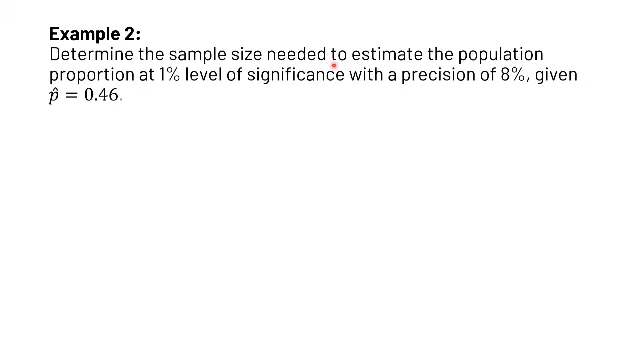 Example 2:
Determine the sample size needed to estimate the population
proportion at 1% level of significance with a precision of 8%, given
p̂ = 0.46.